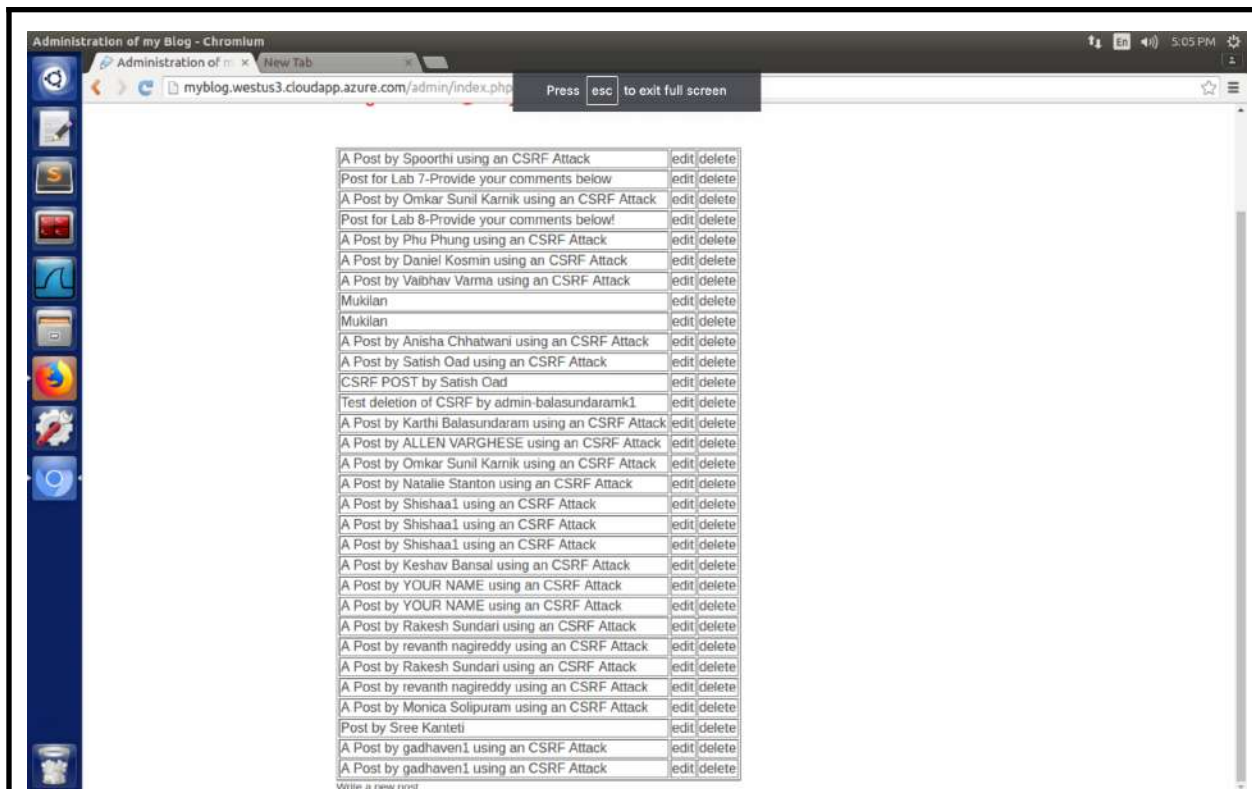 Administration of my Blog - Chromium
En
5:05 PM
Administration of m
New Tab
myblog.westus3.cloudapp.azure.com/admin/index.php
Press esc to exit full screen
A Post by Spoorthi using an CSRF Attack edit delete
Post for Lab 7-Provide your comments below edit delete
A Post by Omkar Sunil Karnik using an CSRF Attack edit delete
Post for Lab 8-Provide your comments below! edit delete
A Post by Phu Phung using an CSRF Attack edit delete
A Post by Daniel Kosmin using an CSRF Attack edit delete
A Post by Vaibhav Varma using an CSRF Attack edit delete
Mukilan edit delete
Mukilan edit delete
A Post by Anisha Chhatwani using an CSRF Attack edit delete
A Post by Satish Oad using an CSRF Attack edit delete
CSRF POST by Satish Oad edit delete
Test deletion of CSRF by admin-balasundaramk1 edit delete
A Post by Karthi Balasundaram using an CSRF Attack edit delete
A Post by ALLEN VARGHESE using an CSRF Attack edit delete
A Post by Omkar Sunil Karnik using an CSRF Attack edit delete
A Post by Natalie Stanton using an CSRF Attack edit delete
A Post by Shishaa1 using an CSRF Attack edit delete
A Post by Shishaa1 using an CSRF Attack edit delete
A Post by Shishaa1 using an CSRF Attack edit delete
A Post by Keshav Bansal using an CSRF Attack edit delete
A Post by YOUR NAME using an CSRF Attack edit delete
A Post by YOUR NAME using an CSRF Attack edit delete
A Post by Rakesh Sundari using an CSRF Attack edit delete
A Post by revanth nagireddy using an CSRF Attack edit delete
A Post by Rakesh Sundari using an CSRF Attack edit delete
A Post by revanth nagireddy using an CSRF Attack edit delete
A Post by Monica Solipuram using an CSRF Attack edit delete
Post by Sree Kanteti edit delete
A Post by gadhaven1 using an CSRF Attack edit delete
A Post by gadhaven1 using an CSRF Attack edit delete
Write a new post